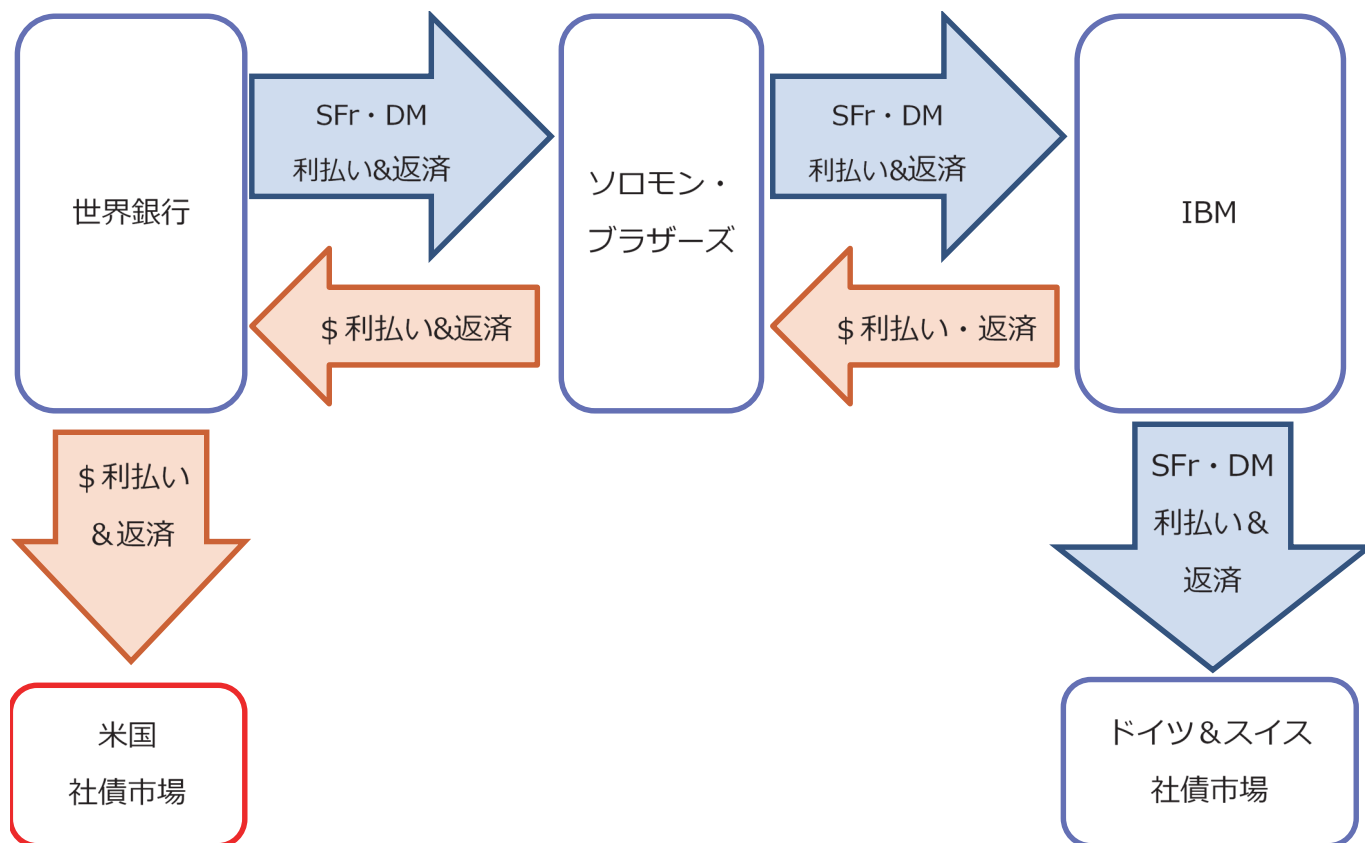 世界銀行
SFr・DM
利払い&返済
ソロモン・
ブラザーズ
SFr・DM
利払い&返済
IBM
$利払い&返済
$利払い・返済
$利払い
&返済
SFr・DM
利払い&
返済
米国
社債市場
ドイツ&スイス
社債市場